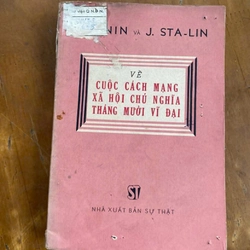 NIN VÀ J. STA-LIN
VỀ
CUỘC CÁCH MẠNG
XÃ HỘI CHỦ NGHĨA
THÁNG MƯỜI VĨ ĐẠI
ST
NHÀ XUẤT BẢN SỰ THẬT